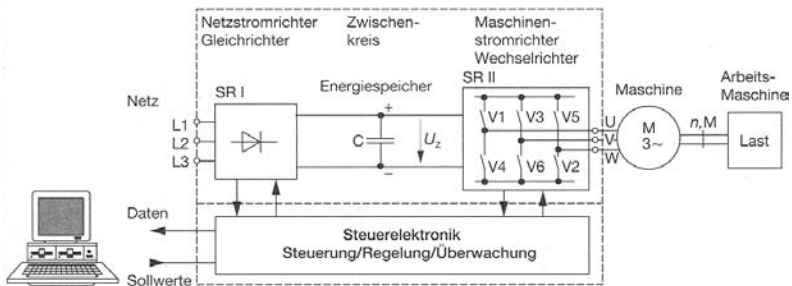 Netzstromrichter
Gleichrichter
Zwischen-
kreis
Maschinen-
stromrichter
Wechselrichter
SR I
Energiespeicher
SR II
Maschine
Arbeits-
Maschine
Netz
L1
L2
L3
+
C
U_z
−
V1 V3 V5
V4 V6 V2
U
V
W
M
3~
n, M
Last
Daten
Sollwerte
Steuerelektronik
Steuerung/Regelung/Überwachung